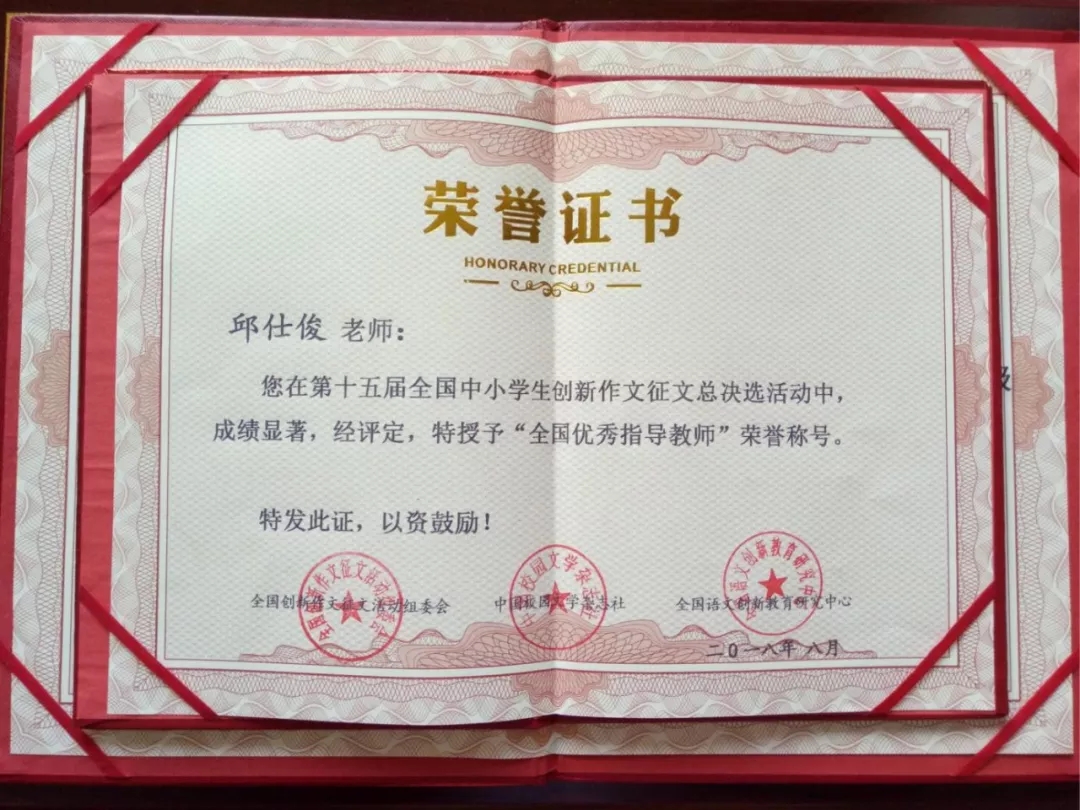 荣誉证书
HONORARY CREDENTIAL
邱仕俊 老师：
您在第十五届全国中小学生创新作文征文总决选活动中，
成绩显著，经评定，特授予“全国优秀指导教师”荣誉称号。
特发此证，以资鼓励！
全国创新作文征文活动组委会 中国校园文学杂志社 全国语文创新教育研究中心
二0一八年 八月